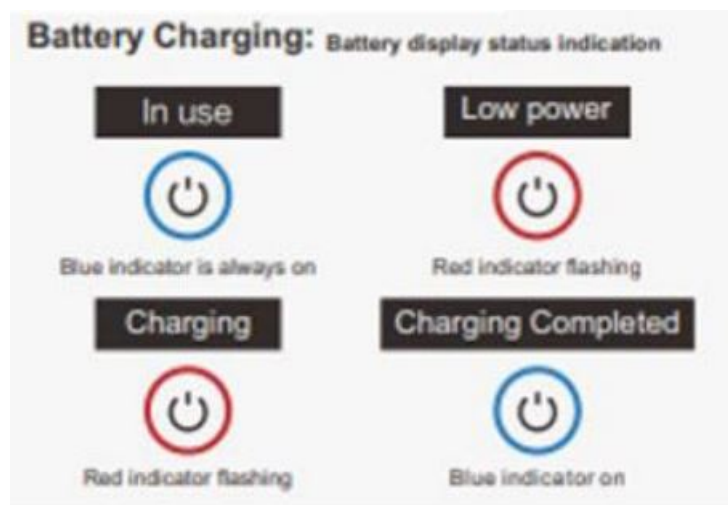 Battery Charging: Battery display status indication
In use
Low power
Blue indicator is always on
Red indicator flashing
Charging
Charging Completed
Red indicator flashing
Blue indicator on